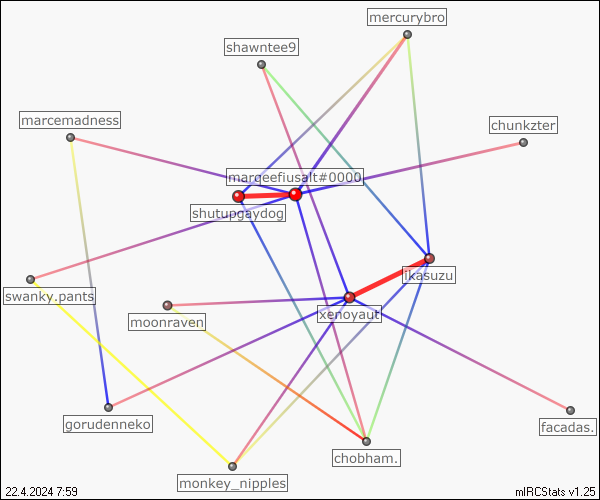 mercurybro
shawntee9
marcemadness
chunkzter
marqeefiusalt#0000
shutupgaydog
ikasuzu
swanky.pants
xenoyaut
moonraven
gorudenneko
facadas.
chobham.
monkey_nipples
22.4.2024 7:59
mIRCStats v1.25